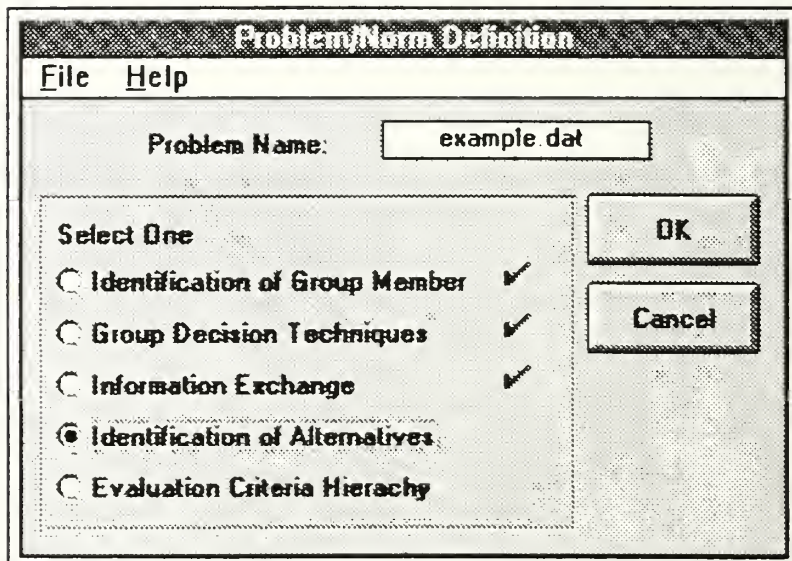 Problem/Norm Definition
File Help
Problem Name: example.dat
Select One
Identification of Group Member
Group Decision Techniques
Information Exchange
Identification of Alternatives
Evaluation Criteria Hierachy
OK
Cancel